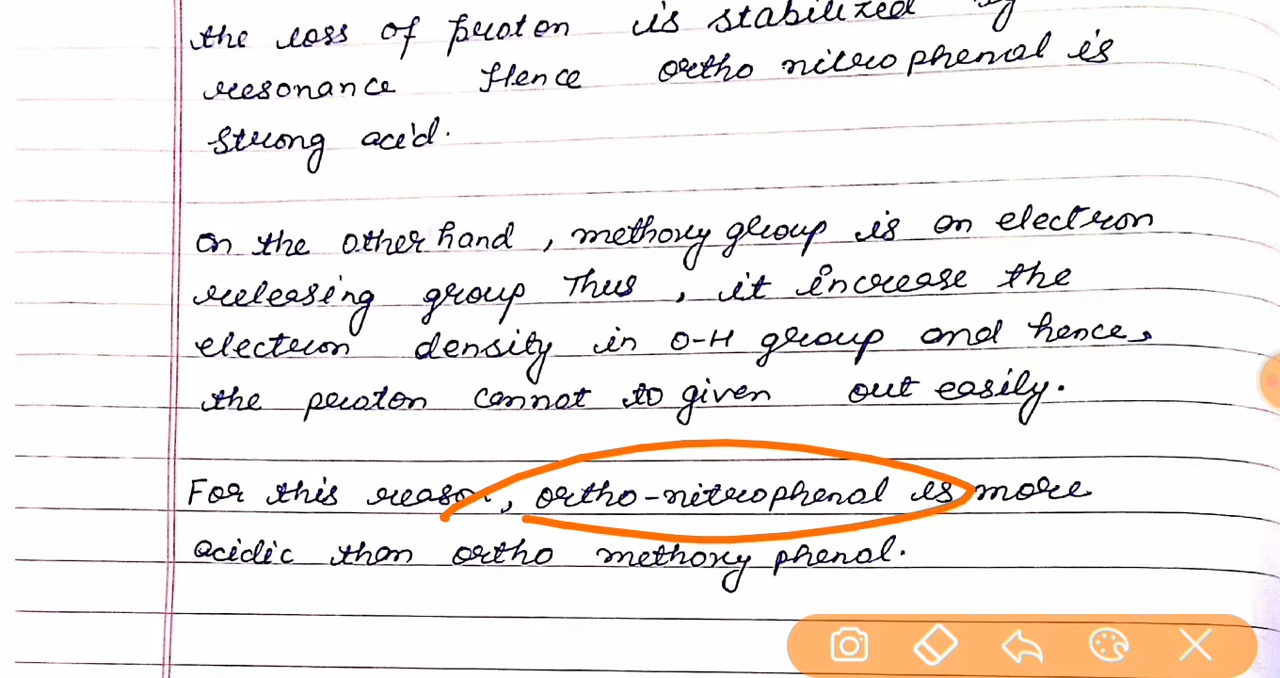 the loss of proton is stabilized by
resonance Hence ortho nitrophenol is
strong acid.
on the other hand, methoxy group is an electron
releasing group Thus, it increase the
electron density in O-H group and hence,
the proton cannot to given out easily.
For this reason, ortho-nitrophenol is more
acidic than ortho methoxy phenol.